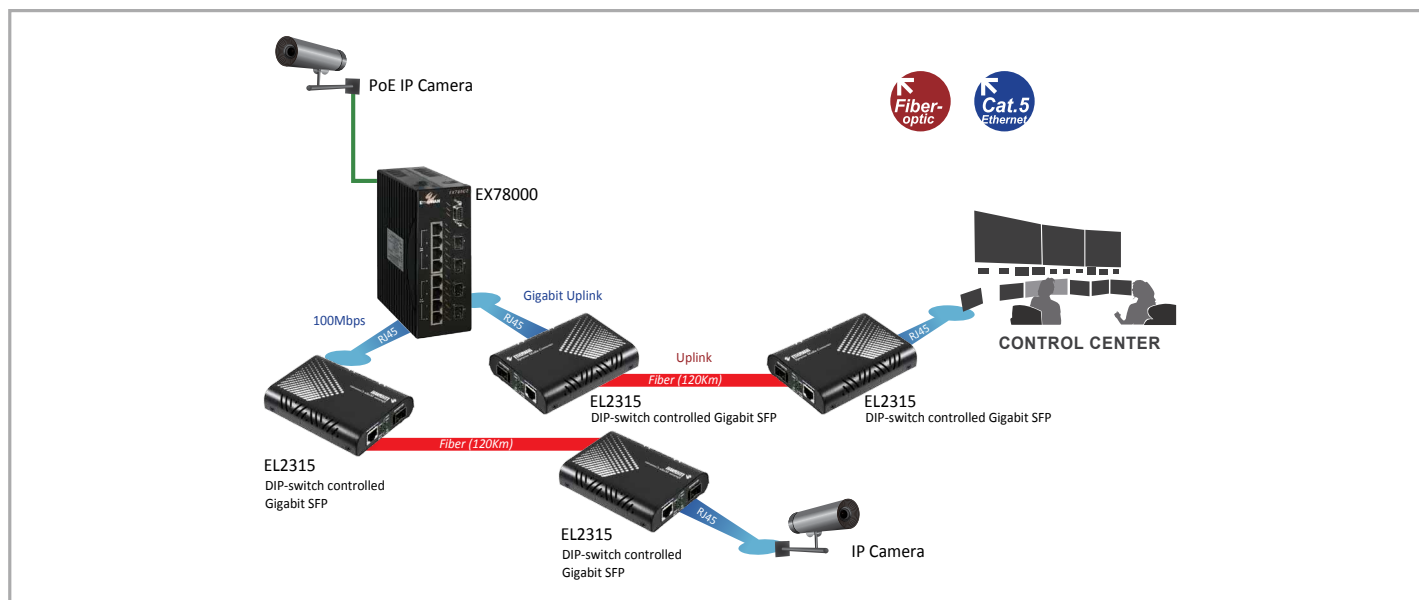 PoE IP Camera
Fiber-
optic
Cat.5
Ethernet
EX78000
Gigabit Uplink
100Mbps
RJ45
RJ45
RJ45
CONTROL CENTER
Uplink
Fiber (120Km)
EL2315
DIP-switch controlled Gigabit SFP
EL2315
DIP-switch controlled Gigabit SFP
Fiber (120Km)
EL2315
DIP-switch controlled
Gigabit SFP
RJ45
EL2315
DIP-switch controlled
Gigabit SFP
IP Camera